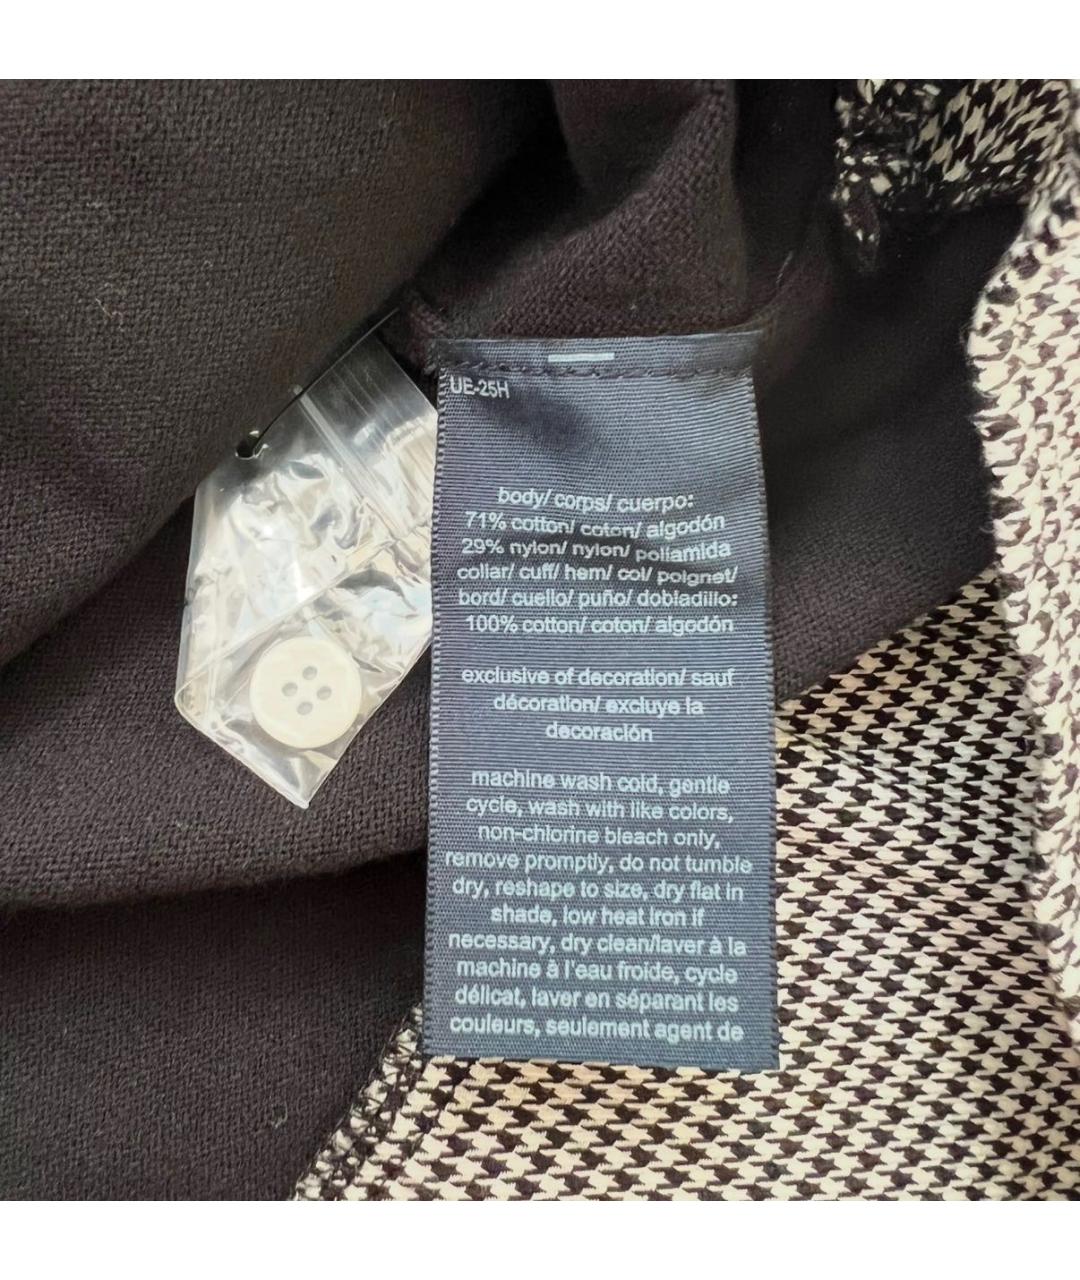 UE-25H
body/ corps/ cuerpo:
71% cotton/ coton/ algodón
29% nylon/ nylon/ poliamida
collar/ cuff/ hem/ col/ poignet/
bord/ cuello/ puño/ dobladillo:
100% cotton/ coton/ algodón
exclusive of decoration/ sauf
décoration/ excluye la
decoración
machine wash cold, gentle
cycle, wash with like colors,
non-chlorine bleach only,
remove promptly, do not tumble
dry, reshape to size, dry flat in
shade, low heat iron if
necessary, dry clean/laver à la
machine à l'eau froide, cycle
délicat, laver en séparant les
couleurs, seulement agent de